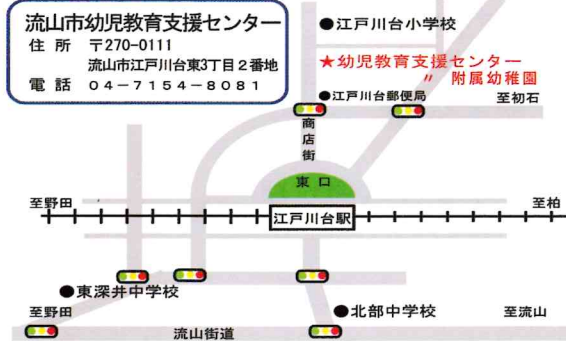 流山市幼児教育支援センター
住 所 〒270-0111
流山市江戸川台東3丁目2番地
電 話 04-7154-8081
●江戸川台小学校
★幼児教育支援センター
〃 附属幼稚園
●江戸川台郵便局
至初石
商店街
東口
至野田
江戸川台駅
至柏
●東深井中学校
至野田
●北部中学校
至流山
流山街道